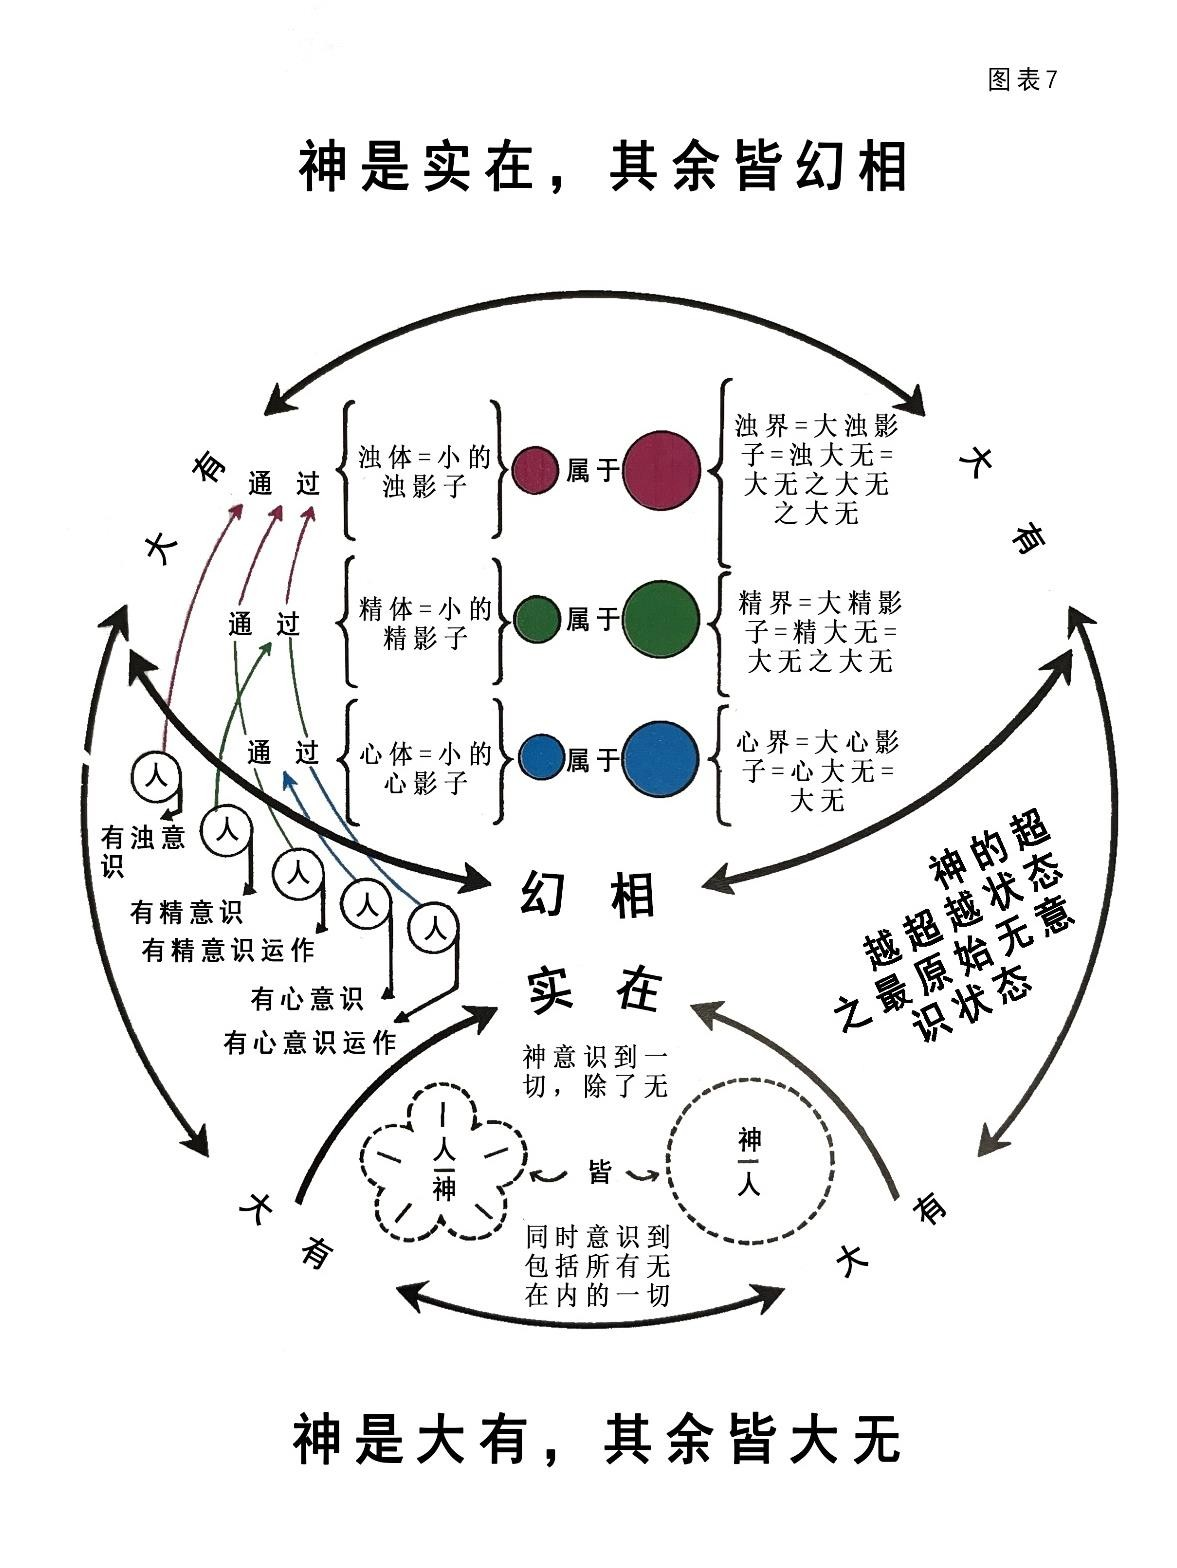 图表7
神是实在，其余皆幻相
大有
大有
通过
浊体=小的
浊影子
属于
浊界=大浊影
子=浊大无=
大无之大无
之大无
通过
精体=小的
精影子
属于
精界=大精影
子=精大无=
大无之大无
通过
心体=小的
心影子
属于
心界=大心影
子=心大无=
大无
人
有浊意
识
人
有精意识
人
有精意识运作
人
有心意识
人
有心意识运作
幻相
实在
神的超
越超越状态
之最原始无意
识状态
神意识到一
切，除了无
人
神
皆
神
人
同时意识到
包括所有无
在内的一切
大有
大有
神是大有，其余皆大无